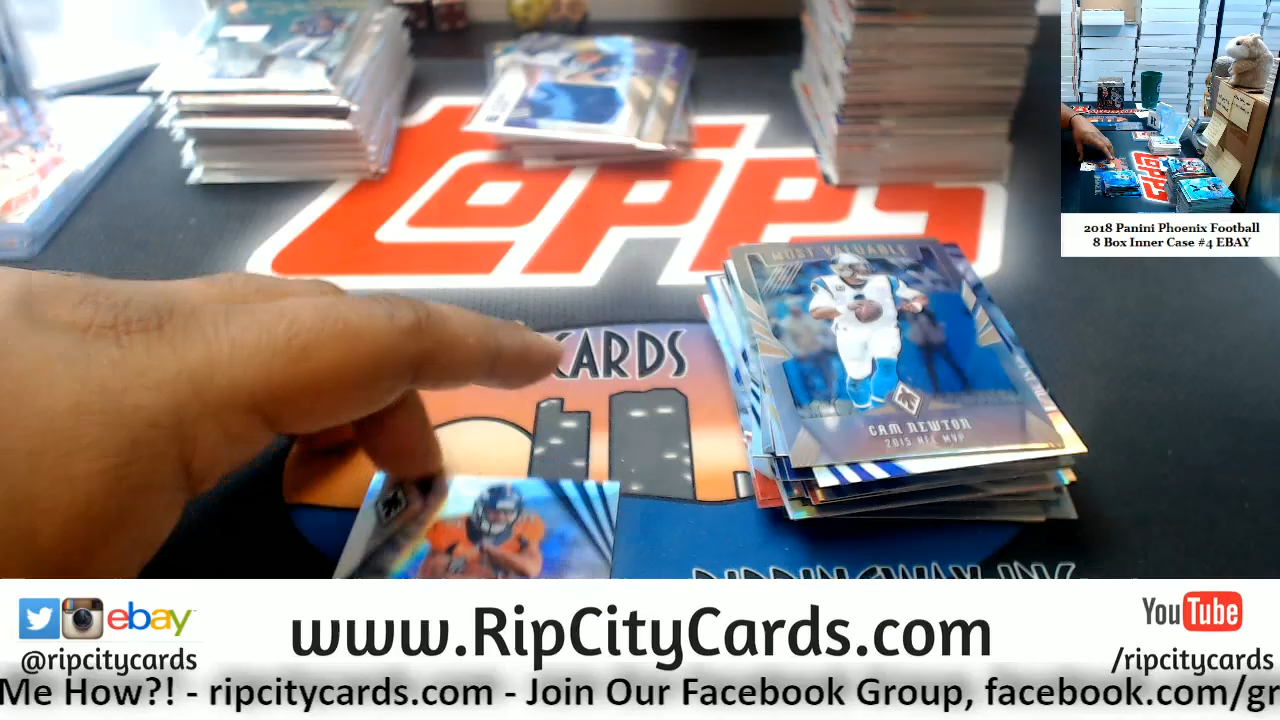 2018 Panini Phoenix Football
8 Box Inner Case #4 EBAY
Topps
Topps
CARDS
MOST VALUABLE
CAM NEWTON
2015 NFL MVP
ebay
@ripcitycards
www.RipCityCards.com
YouTube
/ripcitycards
Me How?! - ripcitycards.com - Join Our Facebook Group, facebook.com/gr